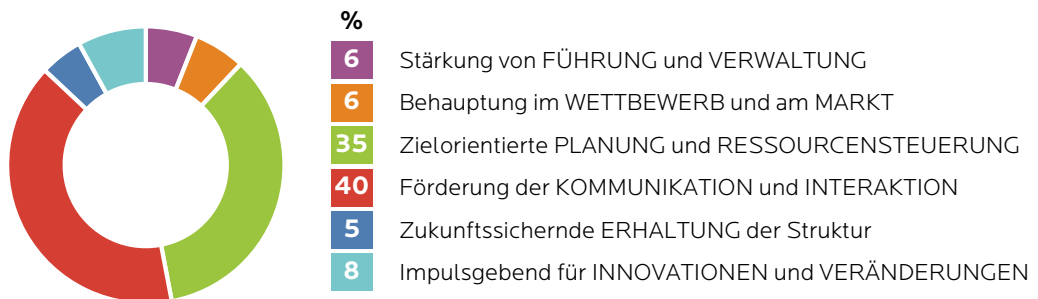 %
6 Stärkung von FÜHRUNG und VERWALTUNG
6 Behauptung im WETTBEWERB und am MARKT
35 Zielorientierte PLANUNG und RESSOURCENSTEUERUNG
40 Förderung der KOMMUNIKATION und INTERAKTION
5 Zukunftssichernde ERHALTUNG der Struktur
8 Impulsgebend für INNOVATIONEN und VERÄNDERUNGEN